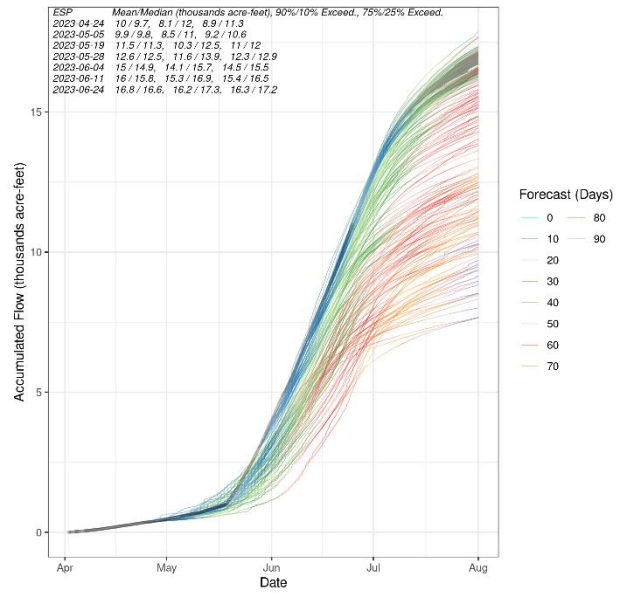 ESP Mean/Median (thousands acre-feet), 90%/10% Exceed., 75%/25% Exceed.
2023-04-24 10 / 9.7, 8.1 / 12, 8.9 / 11.3
2023-05-05 9.9 / 9.8, 8.5 / 11, 9.2 / 10.6
2023-05-19 11.5 / 11.3, 10.3 / 12.5, 11 / 12
2023-05-28 12.6 / 12.5, 11.6 / 13.9, 12.3 / 12.9
2023-06-04 15 / 14.9, 14.1 / 15.7, 14.5 / 15.5
2023-06-11 16 / 15.8, 15.3 / 16.9, 15.4 / 16.5
2023-06-24 16.8 / 16.6, 16.2 / 17.3, 16.3 / 17.2
15
10
5
0
Accumulated Flow (thousands acre-feet)
Apr May Jun Jul Aug
Date
Forecast (Days)
0 80
10 90
20
30
40
50
60
70